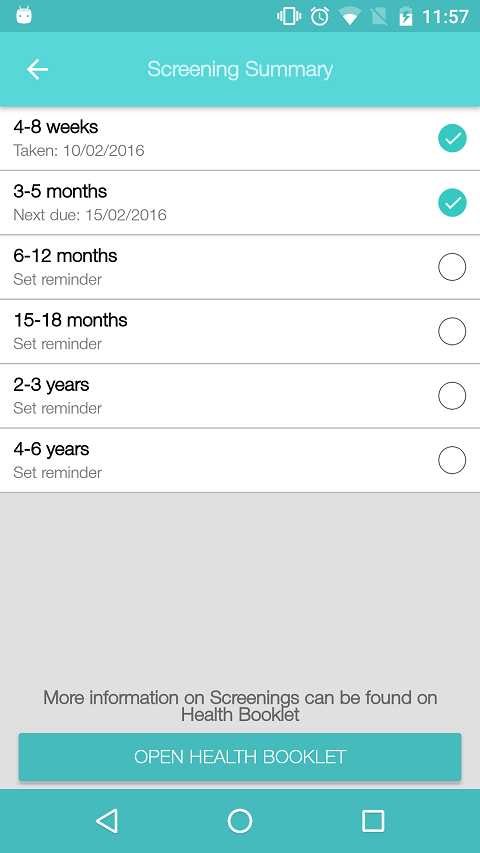 11:57
Screening Summary
4-8 weeks
Taken: 10/02/2016
3-5 months
Next due: 15/02/2016
6-12 months
Set reminder
15-18 months
Set reminder
2-3 years
Set reminder
4-6 years
Set reminder
More information on Screenings can be found on
Health Booklet
OPEN HEALTH BOOKLET